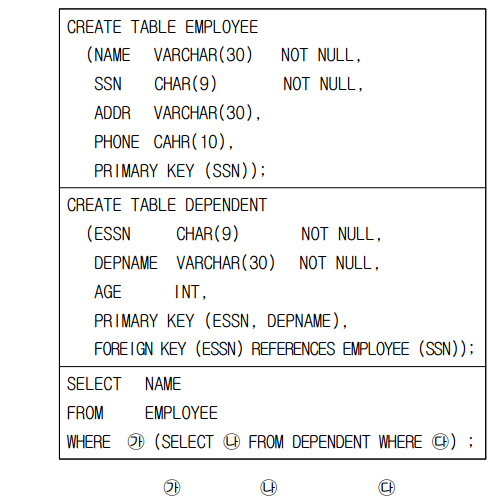 CREATE TABLE EMPLOYEE
(NAME VARCHAR(30) NOT NULL,
SSN CHAR(9) NOT NULL,
ADDR VARCHAR(30),
PHONE CAHR(10),
PRIMARY KEY (SSN));
CREATE TABLE DEPENDENT
(ESSN CHAR(9) NOT NULL,
DEPNAME VARCHAR(30) NOT NULL,
AGE INT,
PRIMARY KEY (ESSN, DEPNAME),
FOREIGN KEY (ESSN) REFERENCES EMPLOYEE (SSN));
SELECT NAME
FROM EMPLOYEE
WHERE ㉮ (SELECT ㉯ FROM DEPENDENT WHERE ㉰) ;
㉮ ㉯ ㉰